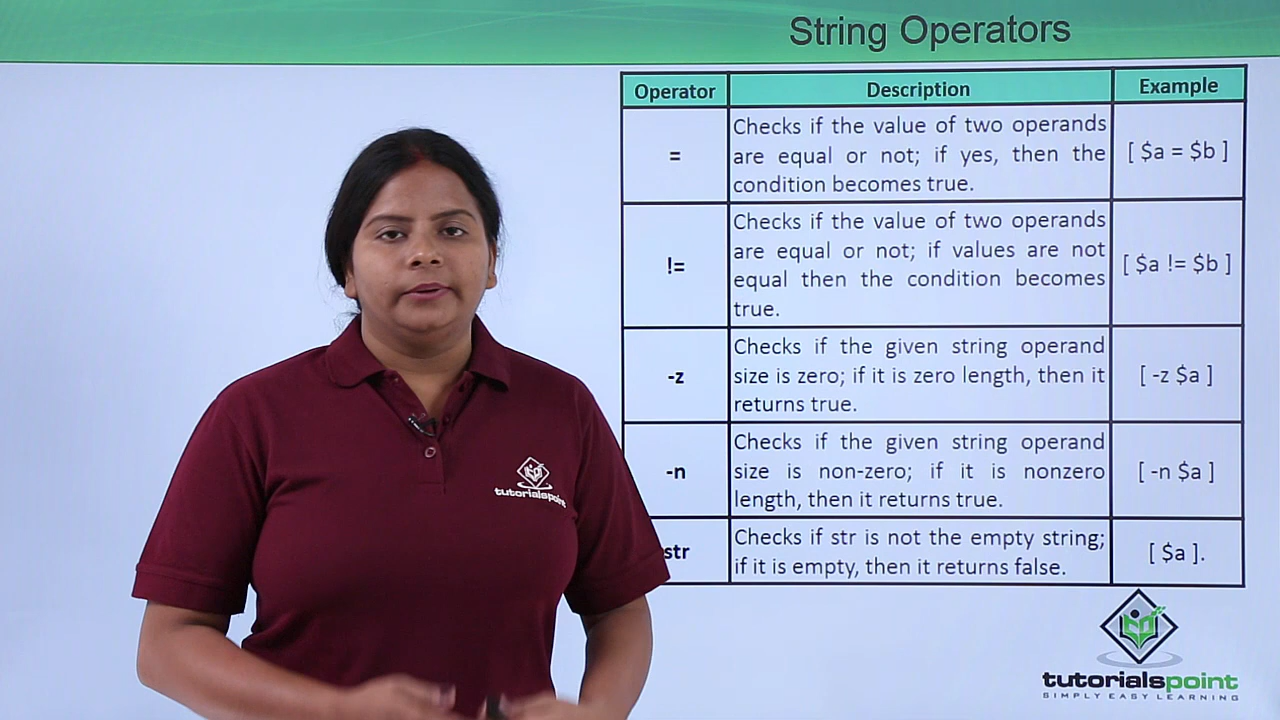 String Operators
Operator Description Example
=
Checks if the value of two operands
are equal or not; if yes, then the
condition becomes true.
[ $a = $b ]
!=
Checks if the value of two operands
are equal or not; if values are not
equal then the condition becomes
true.
[ $a != $b ]
-z
Checks if the given string operand
size is zero; if it is zero length, then it
returns true.
[ -z $a ]
-n
Checks if the given string operand
size is non-zero; if it is nonzero
length, then it returns true.
[ -n $a ]
str
Checks if str is not the empty string;
if it is empty, then it returns false.
[ $a ].
tutorialspoint
tutorialspoint
SIMPLY EASY LEARNING